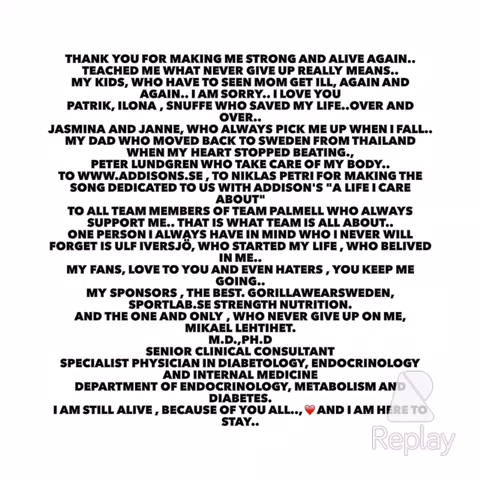 THANK YOU FOR MAKING ME STRONG AND ALIVE AGAIN..
TEACHED ME WHAT NEVER GIVE UP REALLY MEANS..
MY KIDS, WHO HAVE TO SEEN MOM GET ILL, AGAIN AND
AGAIN.. I AM SORRY.. I LOVE YOU
PATRIK, ILONA , SNUFFE WHO SAVED MY LIFE..OVER AND
OVER..
JASMINA AND JANNE, WHO ALWAYS PICK ME UP WHEN I FALL..
MY DAD WHO MOVED BACK TO SWEDEN FROM THAILAND
WHEN MY HEART STOPPED BEATING.,
PETER LUNDGREN WHO TAKE CARE OF MY BODY..
TO WWW.ADDISONS.SE , TO NIKLAS PETRI FOR MAKING THE
SONG DEDICATED TO US WITH ADDISON'S "A LIFE I CARE
ABOUT"
TO ALL TEAM MEMBERS OF TEAM PALMELL WHO ALWAYS
SUPPORT ME.. THAT IS WHAT TEAM IS ALL ABOUT..
ONE PERSON I ALWAYS HAVE IN MIND WHO I NEVER WILL
FORGET IS ULF IVERSJÖ, WHO STARTED MY LIFE , WHO BELIVED
IN ME..
MY FANS, LOVE TO YOU AND EVEN HATERS , YOU KEEP ME
GOING..
MY SPONSORS , THE BEST. GORILLAWEARSWEDEN,
SPORTLAB.SE STRENGTH NUTRITION.
AND THE ONE AND ONLY , WHO NEVER GIVE UP ON ME,
MIKAEL LEHTIHET.
M.D.,PH.D
SENIOR CLINICAL CONSULTANT
SPECIALIST PHYSICIAN IN DIABETOLOGY, ENDOCRINOLOGY
AND INTERNAL MEDICINE
DEPARTMENT OF ENDOCRINOLOGY, METABOLISM AND
DIABETES.
I AM STILL ALIVE , BECAUSE OF YOU ALL..,❤️AND I AM HERE TO
STAY..
Replay